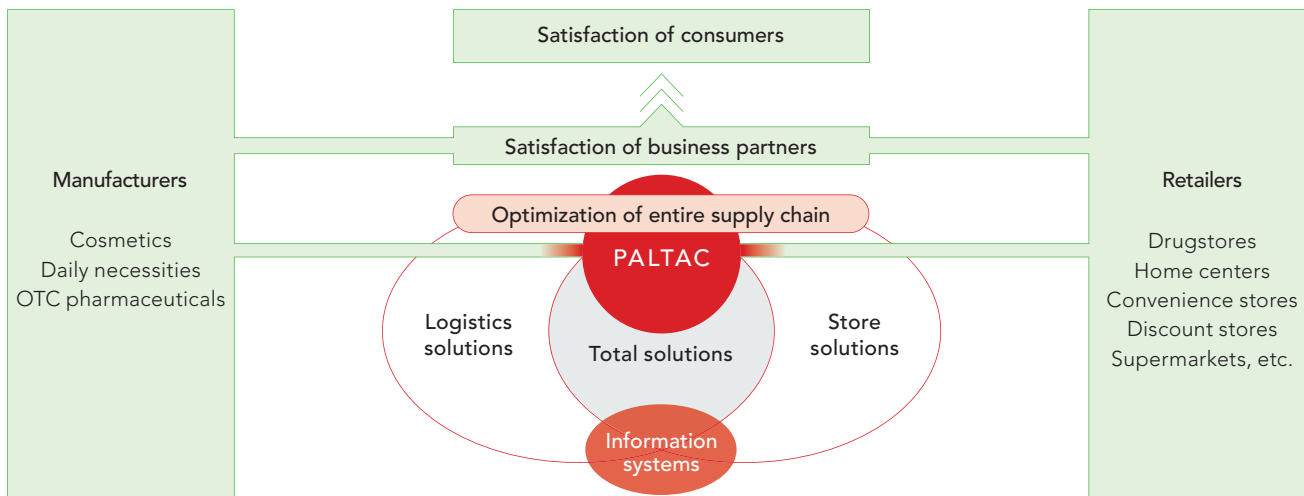 Satisfaction of consumers
Satisfaction of business partners
Manufacturers
Cosmetics
Daily necessities
OTC pharmaceuticals
Optimization of entire supply chain
PALTAC
Logistics
solutions
Total solutions
Store
solutions
Information
systems
Retailers
Drugstores
Home centers
Convenience stores
Discount stores
Supermarkets, etc.